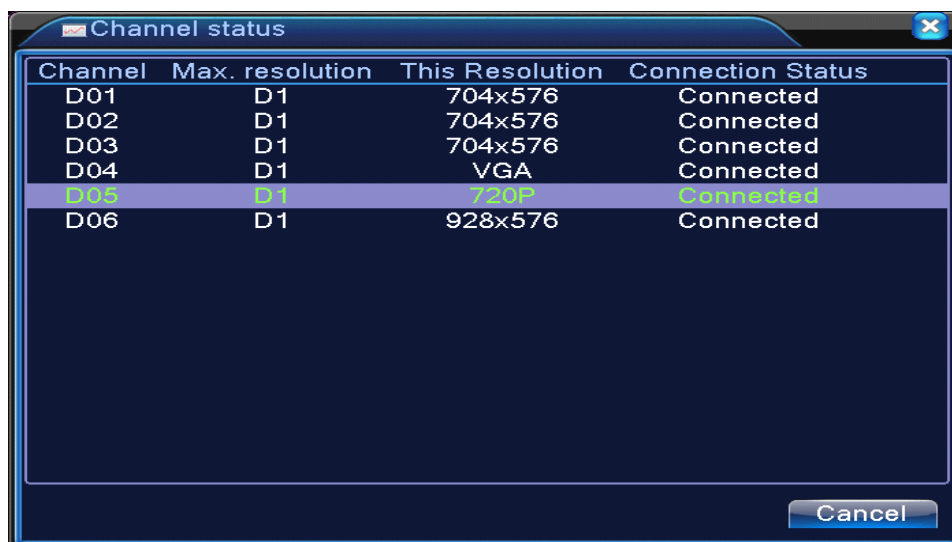 Channel status
Channel Max. resolution This Resolution Connection Status
D01 D1 704x576 Connected
D02 D1 704x576 Connected
D03 D1 704x576 Connected
D04 D1 VGA Connected
D05 D1 720P Connected
D06 D1 928x576 Connected
Cancel